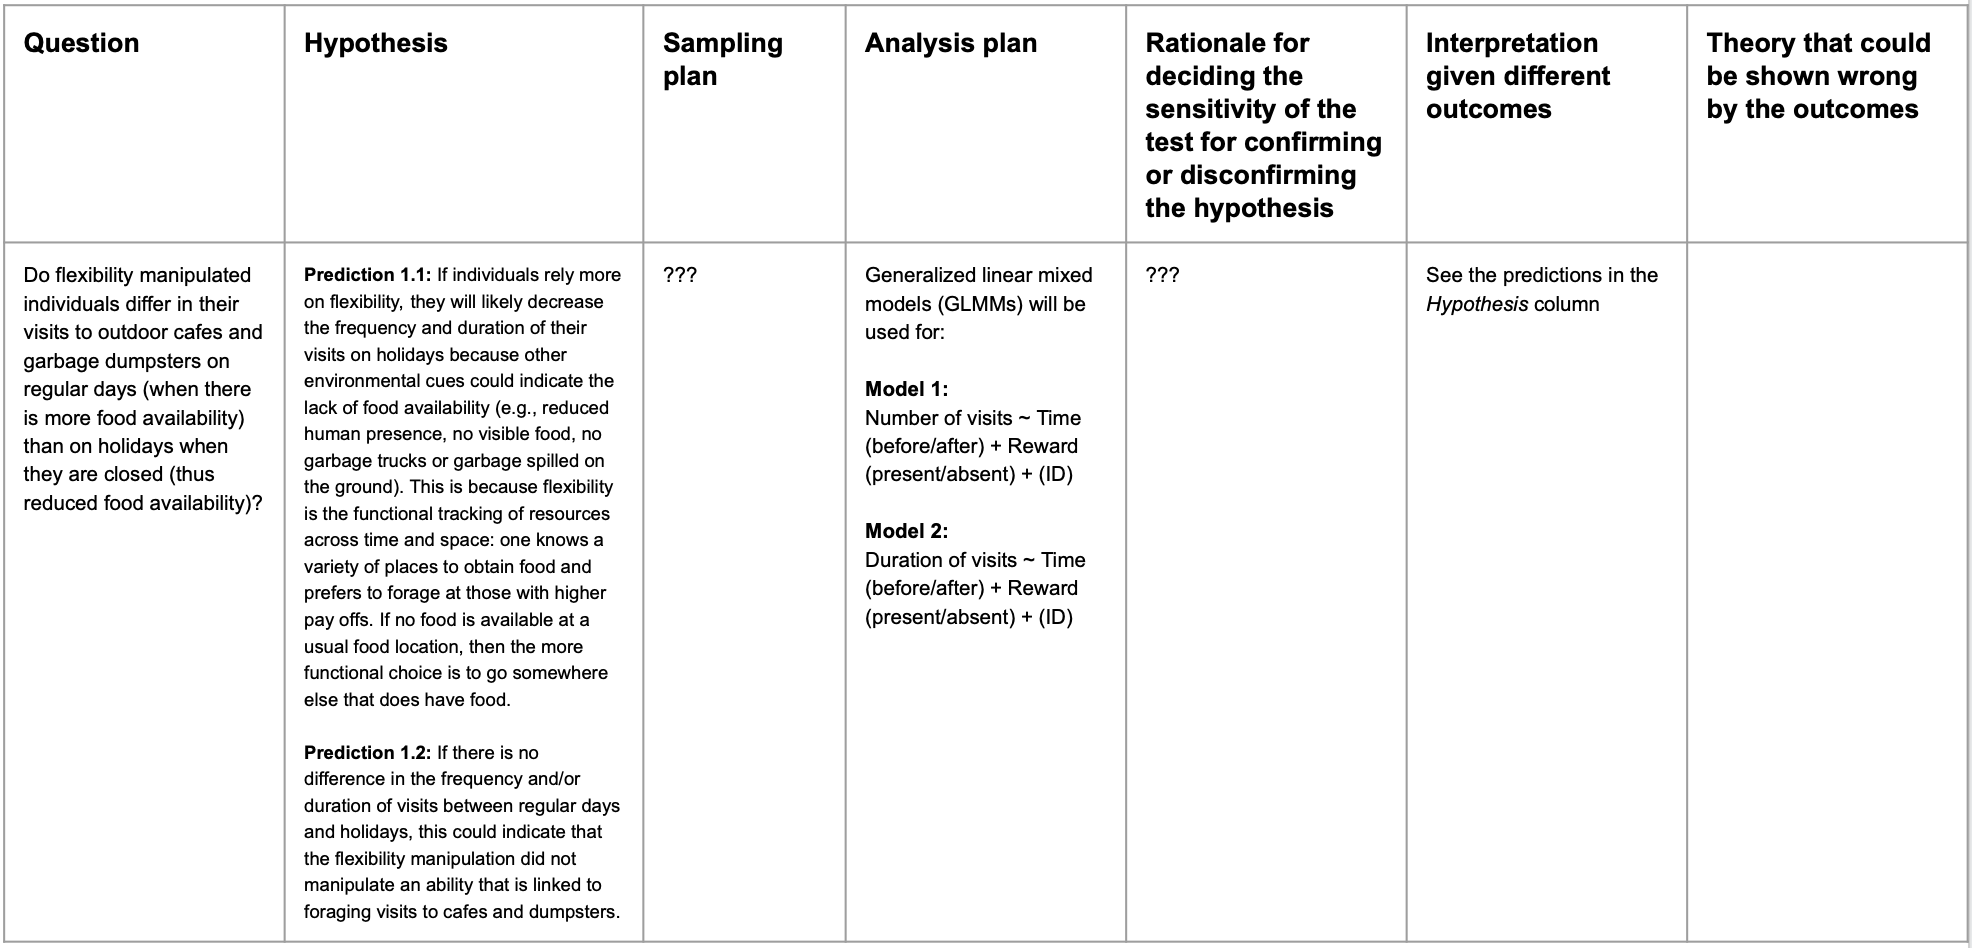 Question
Hypothesis
Sampling
plan
Analysis plan
Rationale for
deciding the
sensitivity of the
test for confirming
or disconfirming
the hypothesis
Interpretation
given different
outcomes
Theory that could
be shown wrong
by the outcomes
Do flexibility manipulated
individuals differ in their
visits to outdoor cafes and
garbage dumpsters on
regular days (when there
is more food availability)
than on holidays when
they are closed (thus
reduced food availability)?
Prediction 1.1: If individuals rely more
on flexibility, they will likely decrease
the frequency and duration of their
visits on holidays because other
environmental cues could indicate the
lack of food availability (e.g., reduced
human presence, no visible food, no
garbage trucks or garbage spilled on
the ground). This is because flexibility
is the functional tracking of resources
across time and space: one knows a
variety of places to obtain food and
prefers to forage at those with higher
pay offs. If no food is available at a
usual food location, then the more
functional choice is to go somewhere
else that does have food.
Prediction 1.2: If there is no
difference in the frequency and/or
duration of visits between regular days
and holidays, this could indicate that
the flexibility manipulation did not
manipulate an ability that is linked to
foraging visits to cafes and dumpsters.
???
Generalized linear mixed
models (GLMMs) will be
used for:
Model 1:
Number of visits ~ Time
(before/after) + Reward
(present/absent) + (ID)
Model 2:
Duration of visits ~ Time
(before/after) + Reward
(present/absent) + (ID)
???
See the predictions in the
Hypothesis column